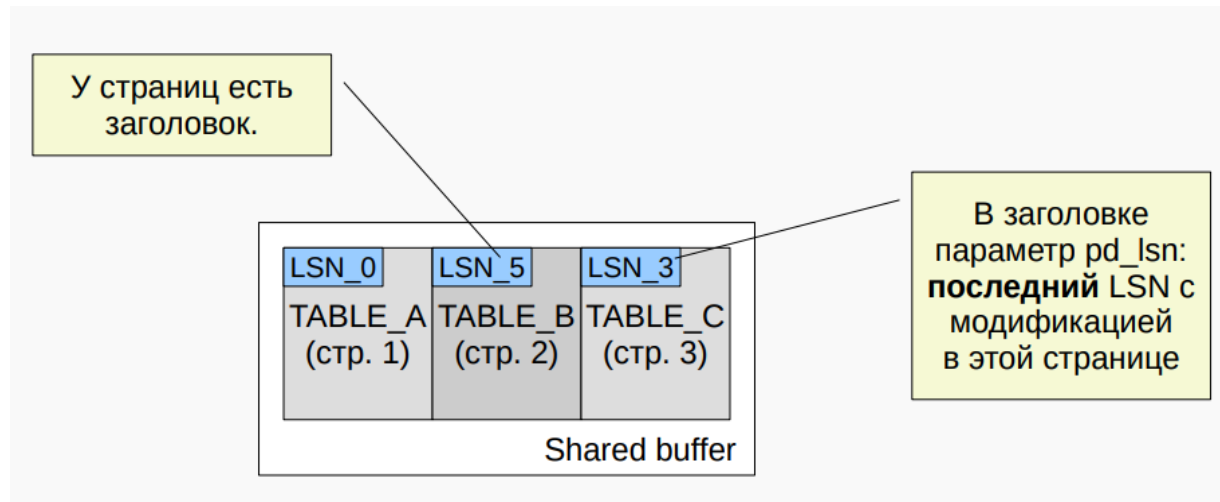 У страниц есть
заголовок.
В заголовке
параметр pd_lsn:
последний LSN с
модификацией
в этой странице
LSN_0 LSN_5 LSN_3
TABLE_A TABLE_B TABLE_C
(стр. 1) (стр. 2) (стр. 3)
Shared buffer